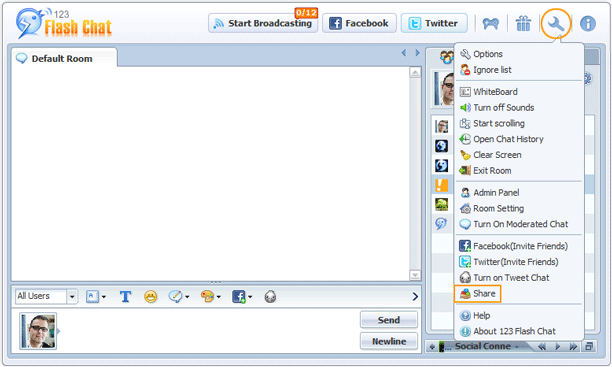 123
Flash Chat
Start Broadcasting
0/12
Facebook
Twitter
Default Room
Options
Ignore list
WhiteBoard
Turn off Sounds
Start scrolling
Open Chat History
Clear Screen
Exit Room
Admin Panel
Room Setting
Turn On Moderated Chat
Facebook(Invite Friends)
Twitter(Invite Friends)
Turn on Tweet Chat
Share
Help
About 123 Flash Chat
All Users
Send
Newline
... Social Conne